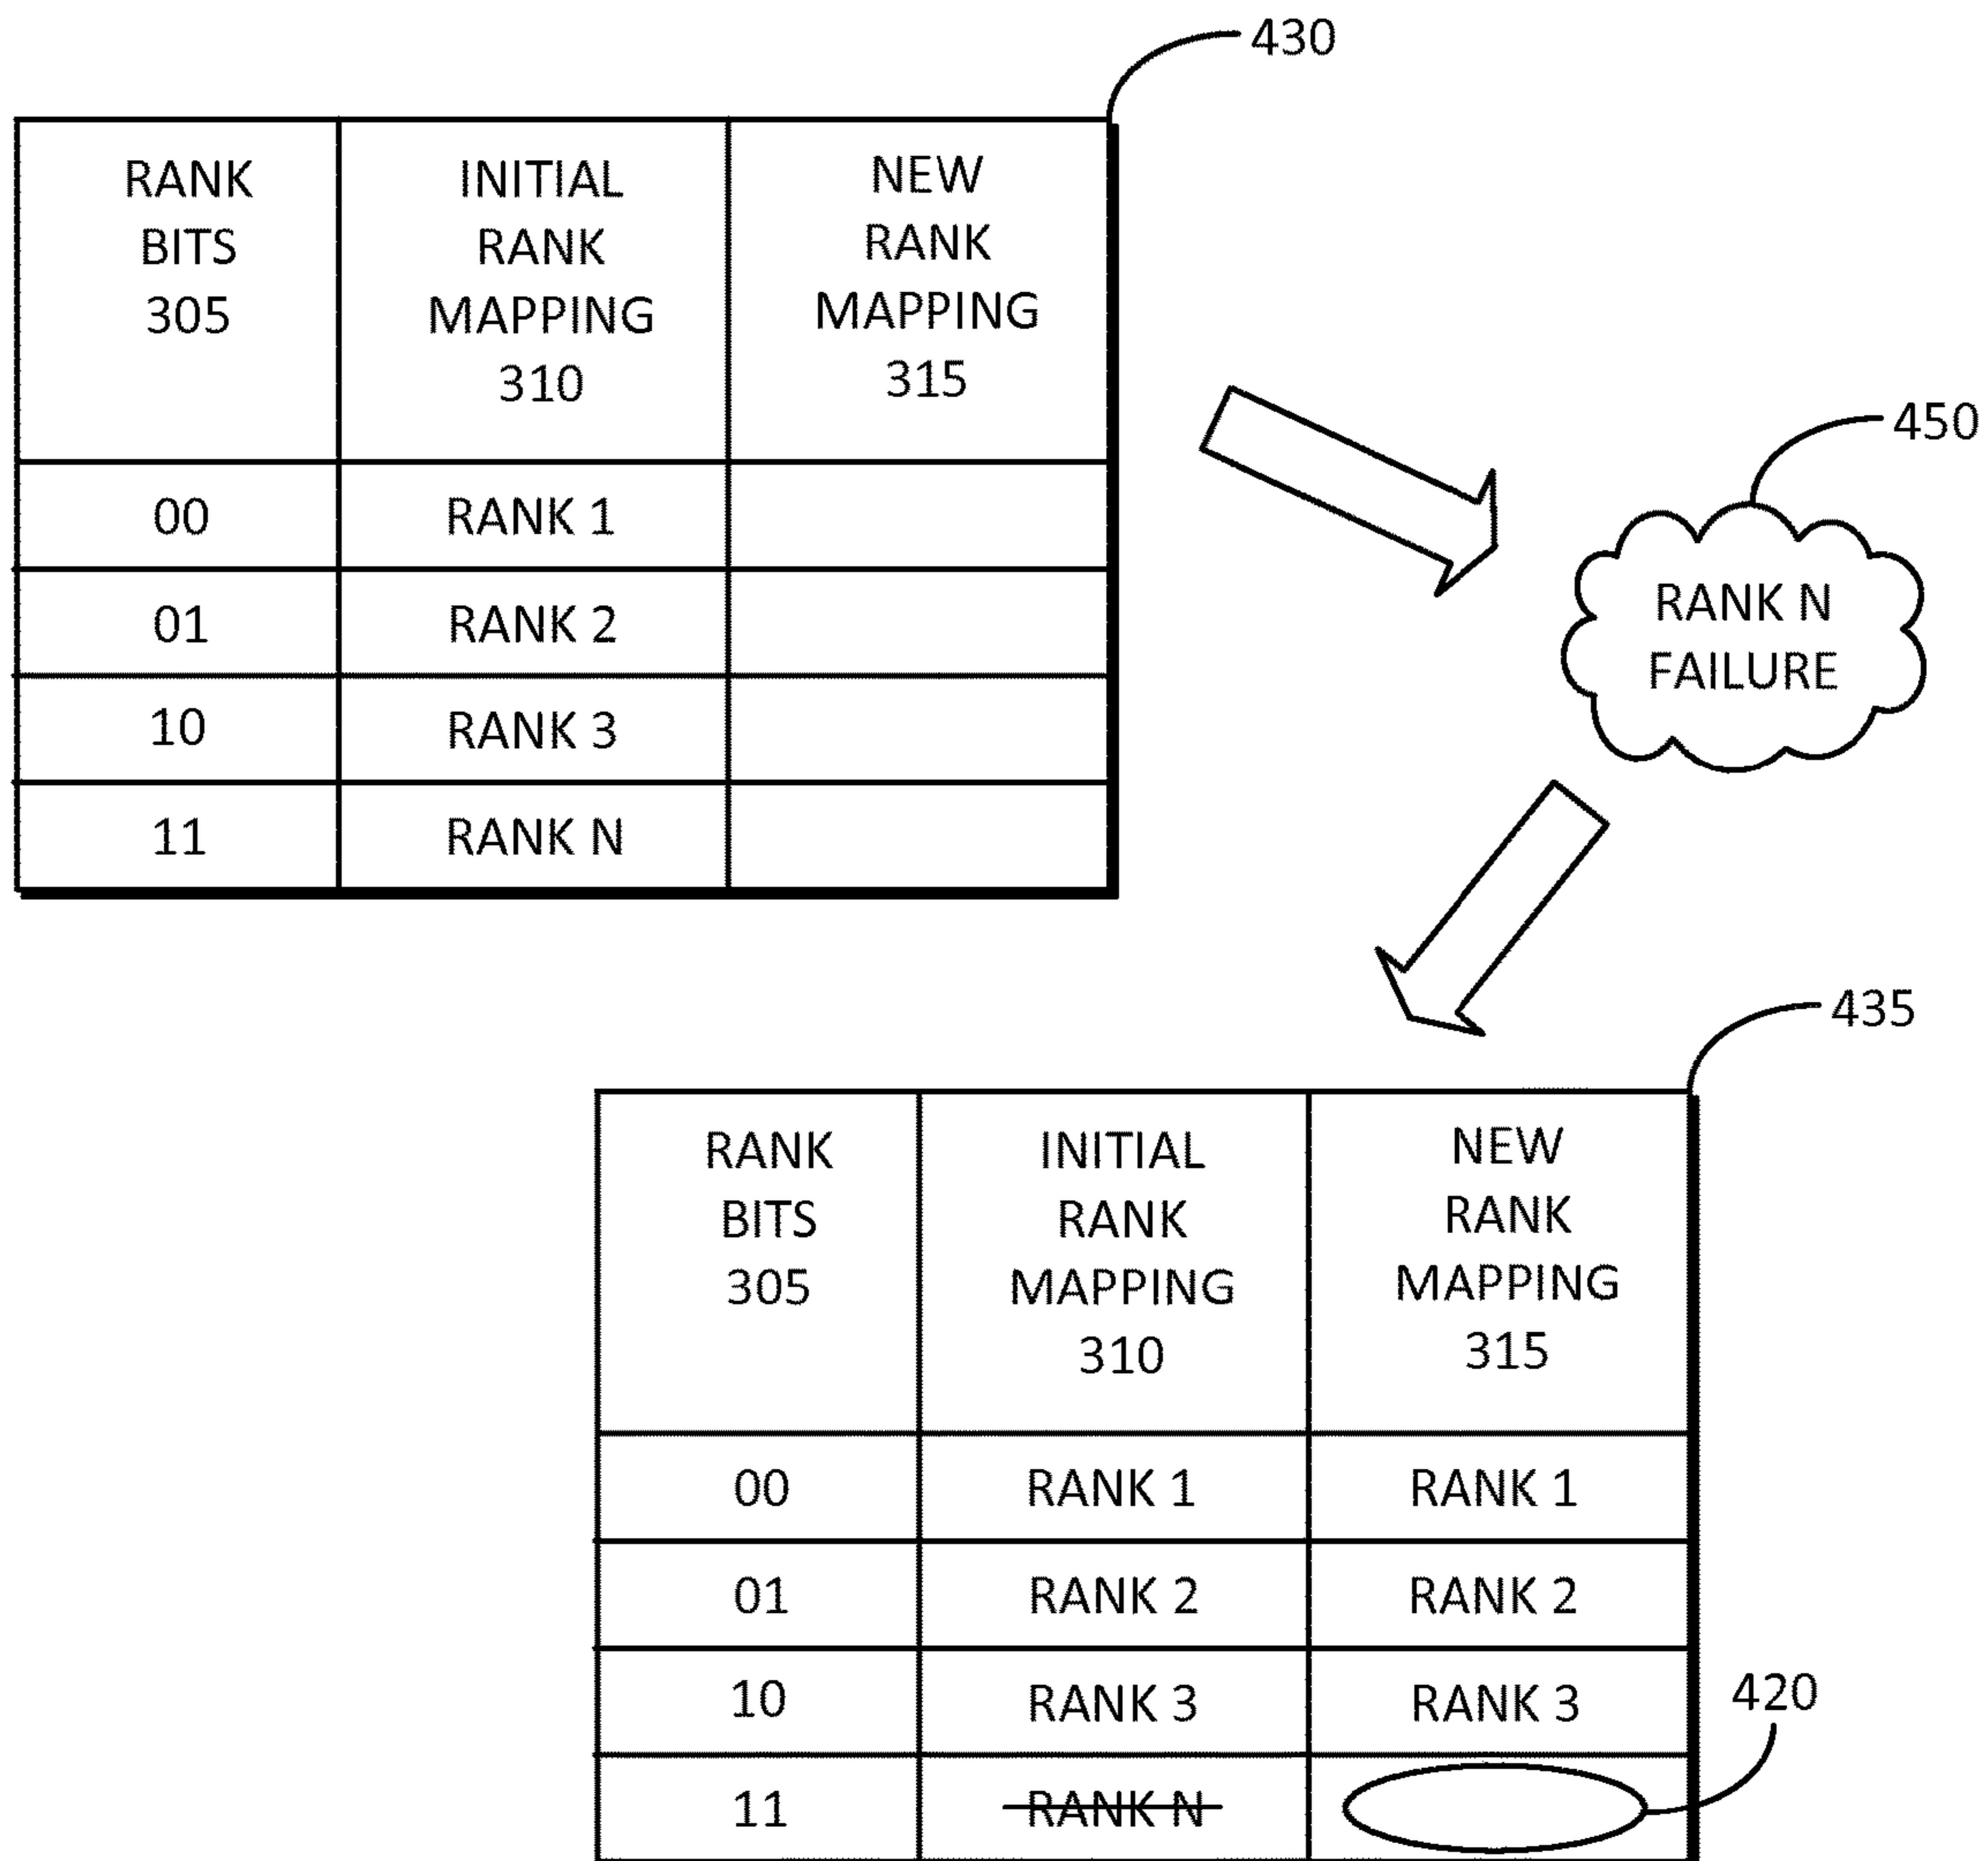 430
RANK BITS 305
INITIAL RANK MAPPING 310
NEW RANK MAPPING 315
00 RANK 1
01 RANK 2
10 RANK 3
11 RANK N
450
RANK N
FAILURE
435
RANK BITS 305
INITIAL RANK MAPPING 310
NEW RANK MAPPING 315
00 RANK 1 RANK 1
01 RANK 2 RANK 2
10 RANK 3 RANK 3
420
11 RANK N